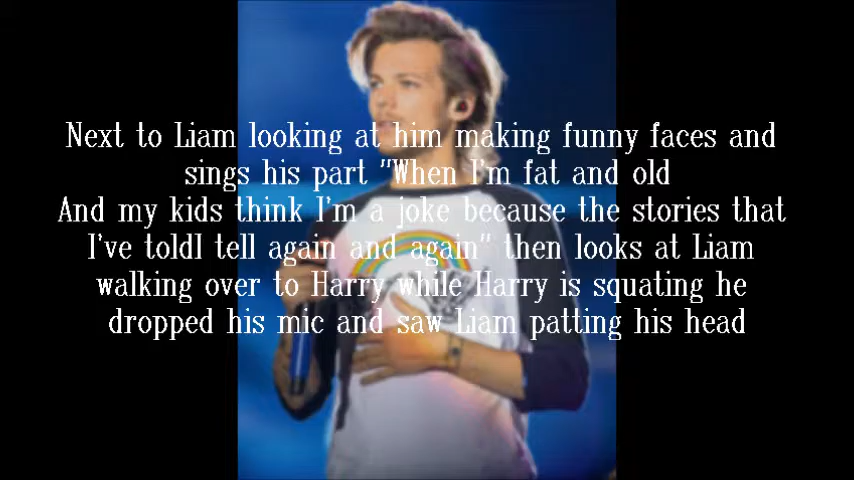 Next to Liam looking at him making funny faces and
sings his part "When I'm fat and old
And my kids think I'm a joke because the stories that
I've toldI tell again and again" then looks at Liam
walking over to Harry while Harry is squating he
dropped his mic and saw Liam patting his head